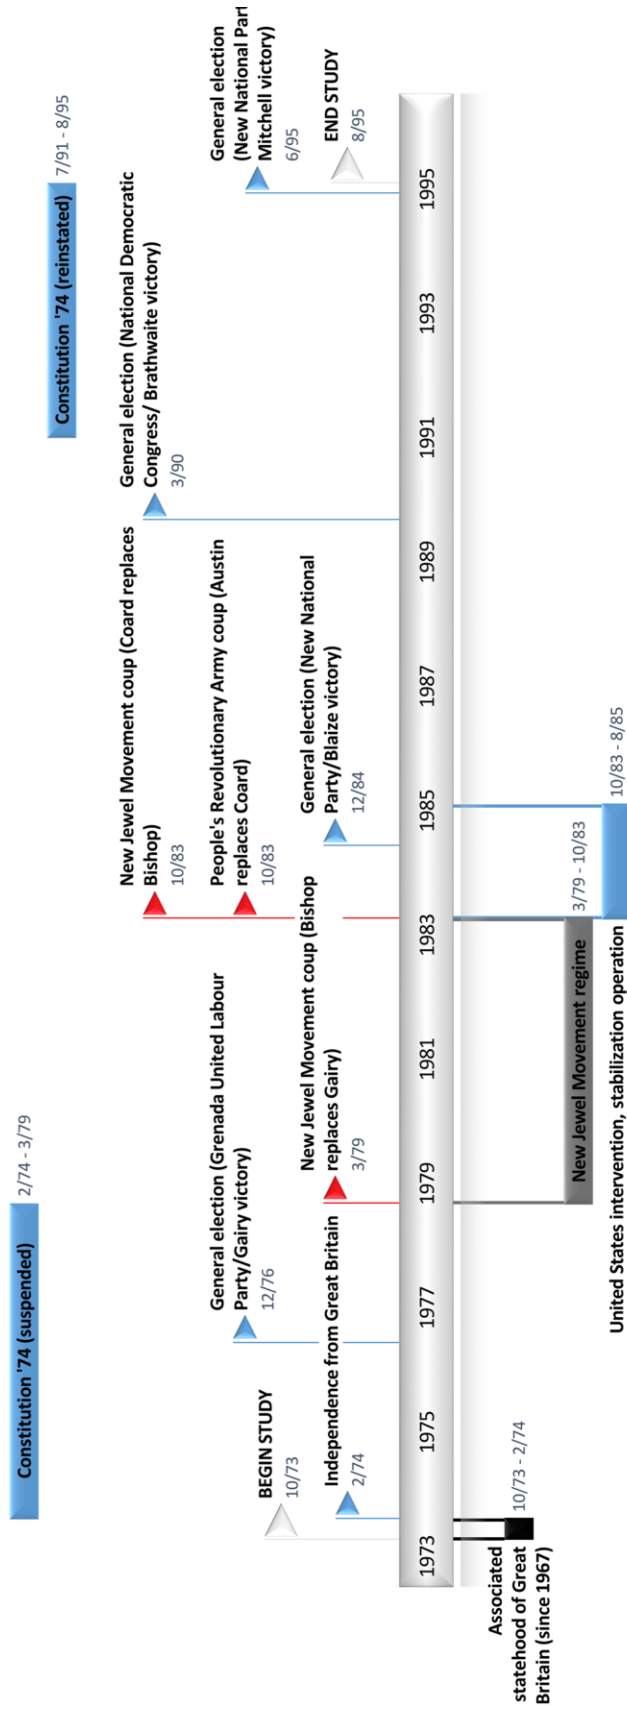 Constitution '74 (suspended)
2/74 - 3/79
Constitution '74 (reinstated)
7/91 - 8/95
New Jewel Movement coup (Coard replaces
Bishop)
10/83
General election (National Democratic
Congress/ Brathwaite victory)
3/90
General election (Grenada United Labour
Party/Gairy victory)
12/76
People's Revolutionary Army coup (Austin
replaces Coard)
10/83
General election
(New National Par
Mitchell victory)
6/95
BEGIN STUDY
10/73
Independence from Great Britain
2/74
New Jewel Movement coup (Bishop
replaces Gairy)
3/79
General election (New National
Party/Blaize victory)
12/84
END STUDY
8/95
1973 1975 1977 1979 1981 1983 1985 1987 1989 1991 1993 1995
Associated
statehood of Great
Britain (since 1967)
10/73 - 2/74
New Jewel Movement regime
3/79 - 10/83
United States intervention, stabilization operation
10/83 - 8/85